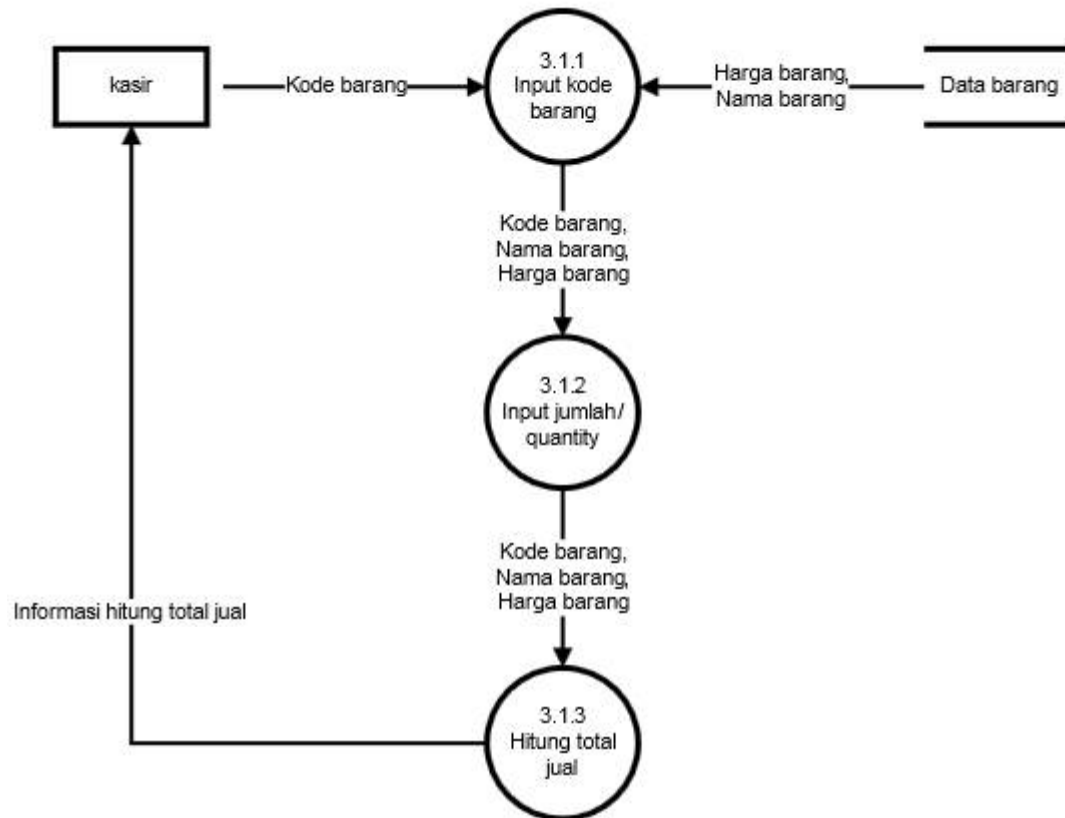 kasir
Kode barang
3.1.1
Input kode
barang
Harga barang,
Nama barang
Data barang
Kode barang,
Nama barang,
Harga barang
3.1.2
Input jumlah/
quantity
Kode barang,
Nama barang,
Harga barang
Informasi hitung total jual
3.1.3
Hitung total
jual